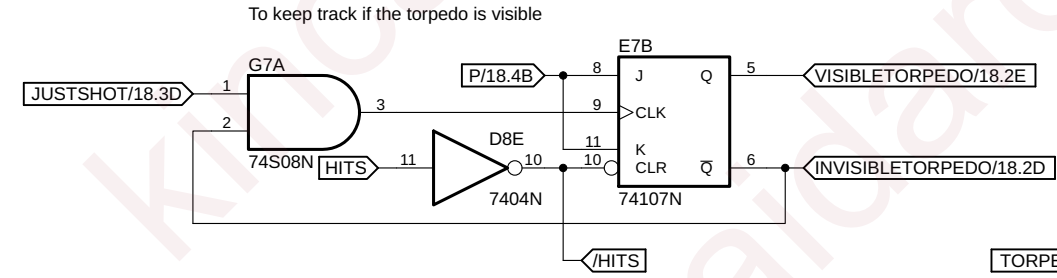 To keep track if the torpedo is visible
E7B
G7A
P/18.4B
8
J
Q
5
VISIBLETORPEDO/18.2E
JUSTSHOT/18.3D
1
3
9
CLK
2
11
K
D8E
74S08N
HITS
11
10
10
CLR
Q
6
INVISIBLETORPEDO/18.2D
7404N
74107N
/HITS
TORPE